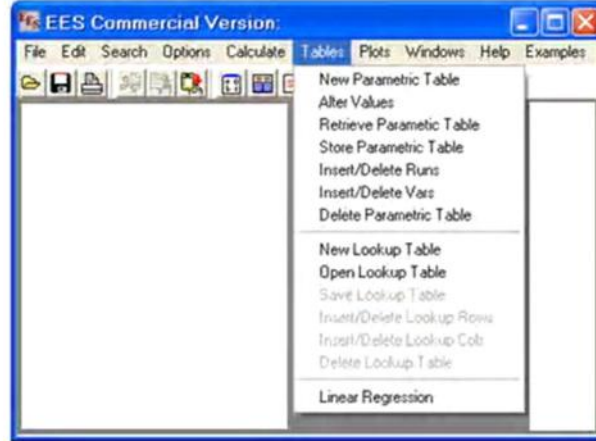 EES Commercial Version:
File Edit Search Options Calculate Tables Plots Windows Help Examples
New Parametric Table
Alter Values
Retrieve Parametic Table
Store Parametric Table
Insert/Delete Runs
Insert/Delete Vars
Delete Parametric Table
New Lookup Table
Open Lookup Table
Save Lookup Table
Insert/Delete Lookup Rows
Insert/Delete Lookup Cols
Delete Lookup Table
Linear Regression